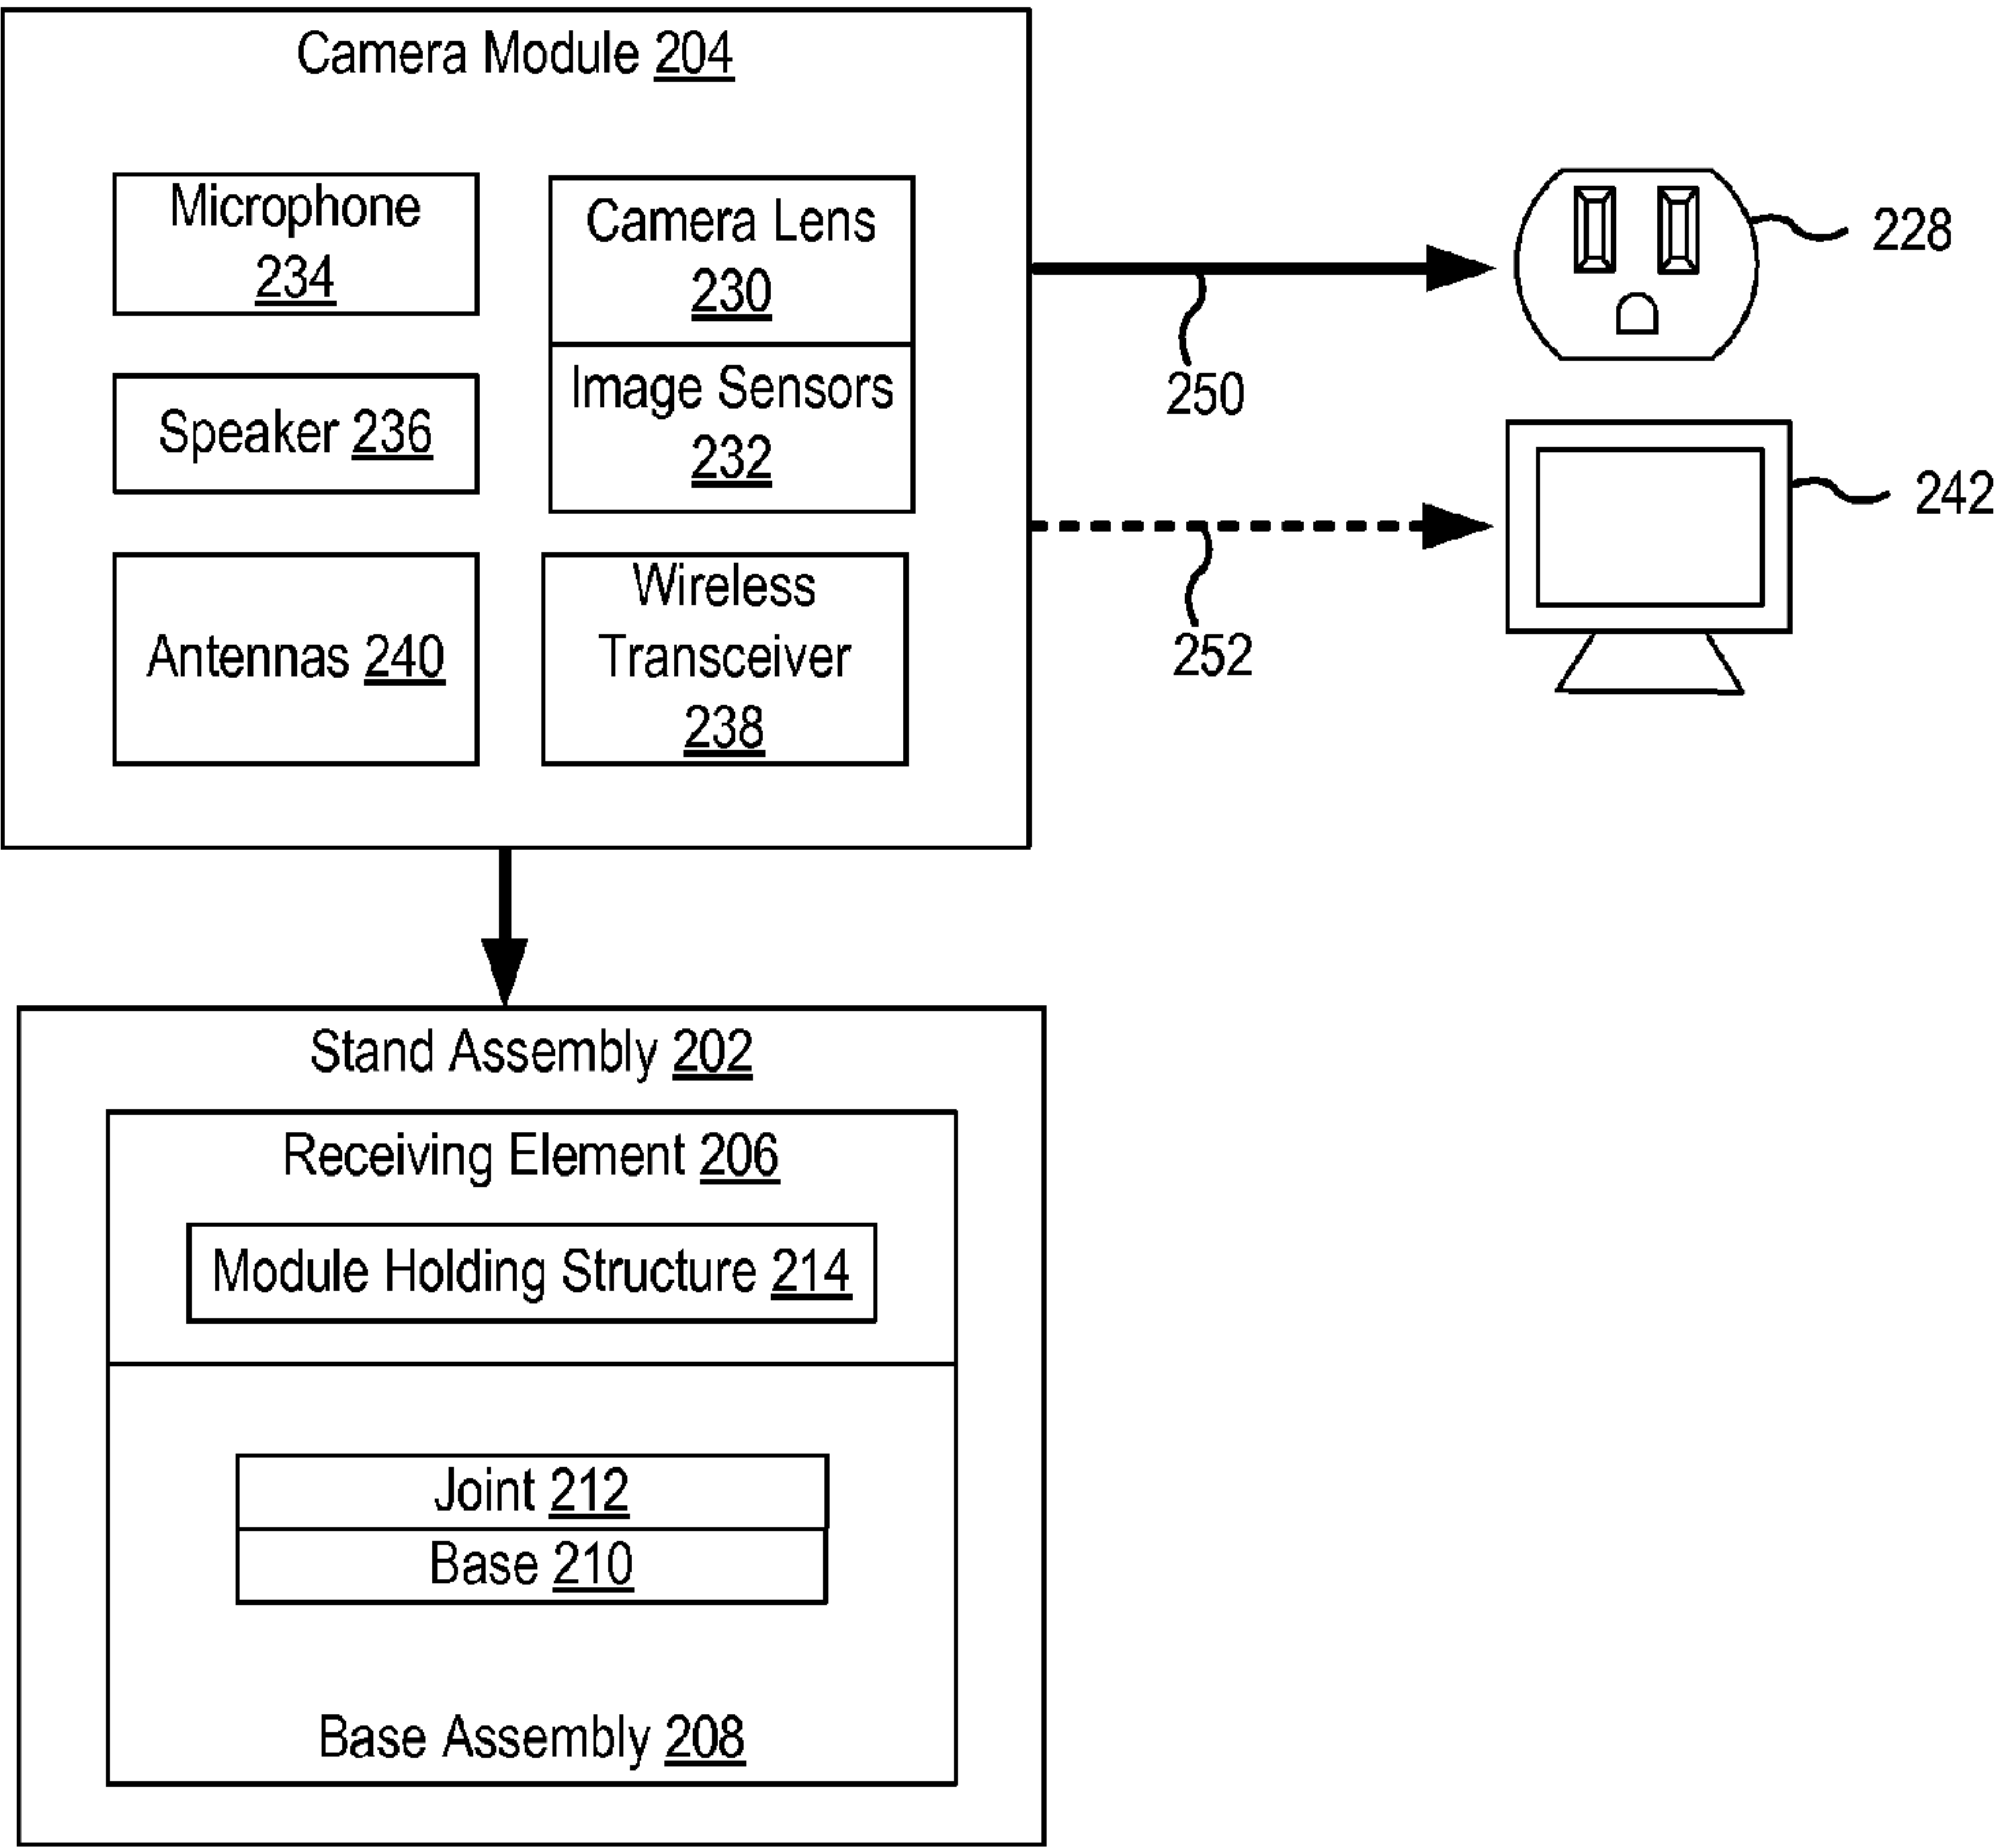 Camera Module 204
Microphone
234
Camera Lens
230
Image Sensors
232
Speaker 236
Antennas 240
Wireless
Transceiver
238
228
250
242
252
Stand Assembly 202
Receiving Element 206
Module Holding Structure 214
Joint 212
Base 210
Base Assembly 208